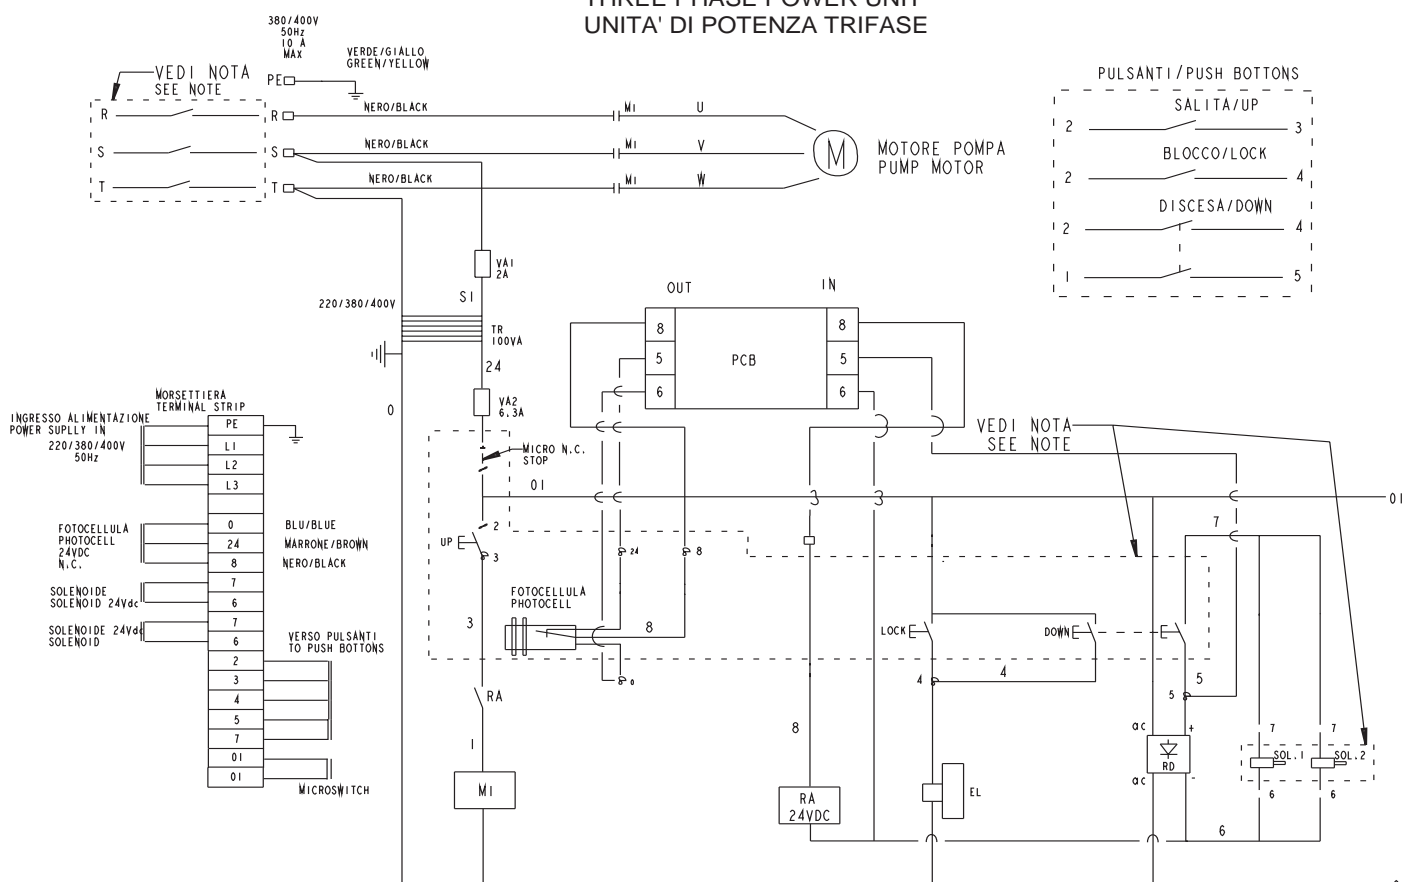 THREE PHASE POWER UNIT
UNITA' DI POTENZA TRIFASE
380/400V
50Hz
10 A
MAX
VERDE/GIALLO
GREEN/YELLOW
VEDI NOTA
SEE NOTE
PE
R
R
NERO/BLACK
M1
U
S
S
NERO/BLACK
M1
V
T
T
NERO/BLACK
M1
W
M
MOTORE POMPA
PUMP MOTOR
PULSANTI/PUSH BOTTONS
SALITA/UP
2
3
BLOCCO/LOCK
2
4
DISCESA/DOWN
2
4
1
5
VA1
2A
S1
220/380/400V
TR
100VA
24
0
VA2
6.3A
OUT
IN
8
8
5
PCB
5
6
6
VEDI NOTA
SEE NOTE
MORSETTIERA
TERMINAL STRIP
INGRESSO ALIMENTAZIONE
POWER SUPLLY IN
220/380/400V
50Hz
PE
L1
L2
L3
FOTOCELLULA
PHOTOCELL
24VDC
N.C.
0
BLU/BLUE
24
MARRONE/BROWN
8
NERO/BLACK
SOLENOIDE
SOLENOID 24Vdc
7
6
SOLENOIDE 24Vdc
SOLENOID
7
6
VERSO PULSANTI
TO PUSH BOTTONS
2
3
4
5
7
01
01
MICROSWITCH
MICRO N.C.
STOP
01
01
2
UP
3
24
8
7
FOTOCELLULA
PHOTOCELL
3
8
0
LOCK
DOWN
4
4
5
5
RA
1
M1
8
RA
24VDC
EL
ac
+
RD
ac
-
7
7
SOL.1
SOL.2
6
6
6